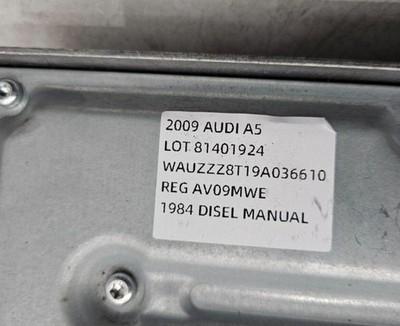 2009 AUDI A5
LOT 81401924
WAUZZZ8T19A036610
REG AV09MWE
1984 DISEL MANUAL